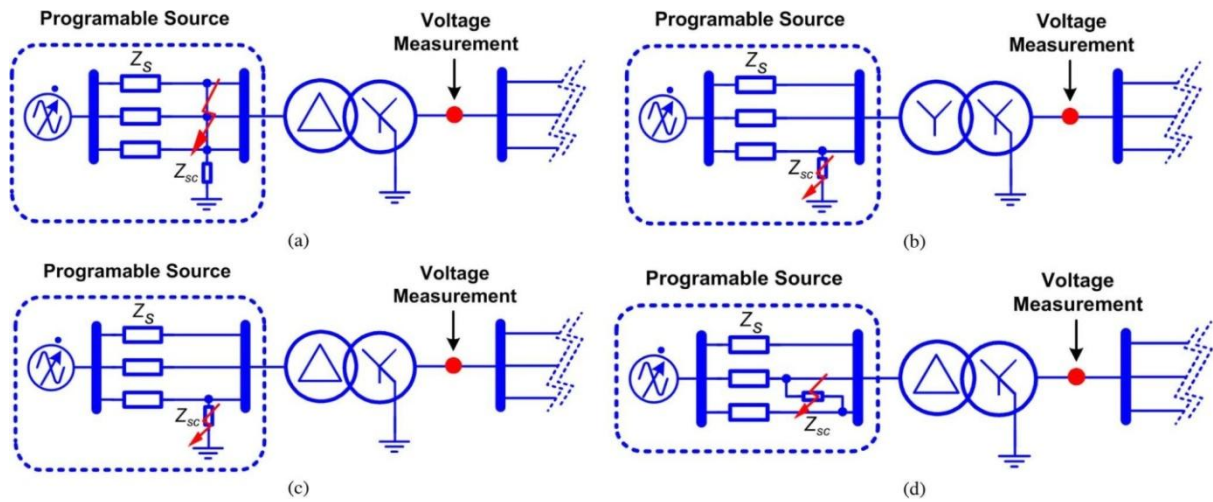 Programable Source
Voltage
Measurement
Z_S
Z_sc
(a)
Programable Source
Voltage
Measurement
Z_S
Z_sc
(b)
Programable Source
Voltage
Measurement
Z_S
Z_sc
(c)
Programable Source
Voltage
Measurement
Z_S
Z_sc
(d)